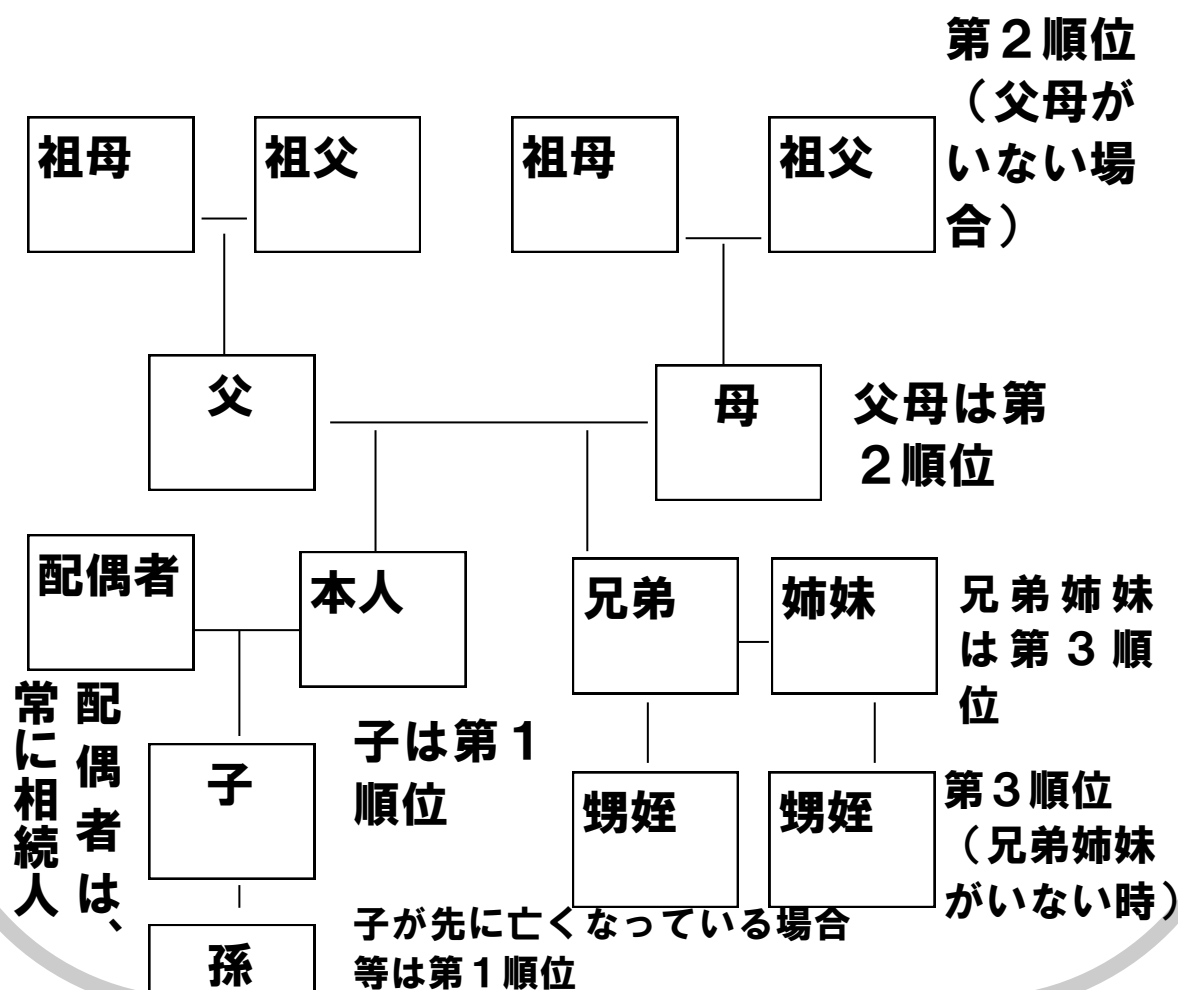 第２順位
（父母が
いない場
合）
祖母
祖父
祖母
祖父
父
母
父母は第
２順位
配偶者
本人
兄弟
姉妹
兄弟姉妹
は第３順
位
配偶者は、
常に相続人
子
子は第１
順位
甥姪
甥姪
第３順位
（兄弟姉妹
がいない時）
孫
子が先に亡くなっている場合
等は第１順位